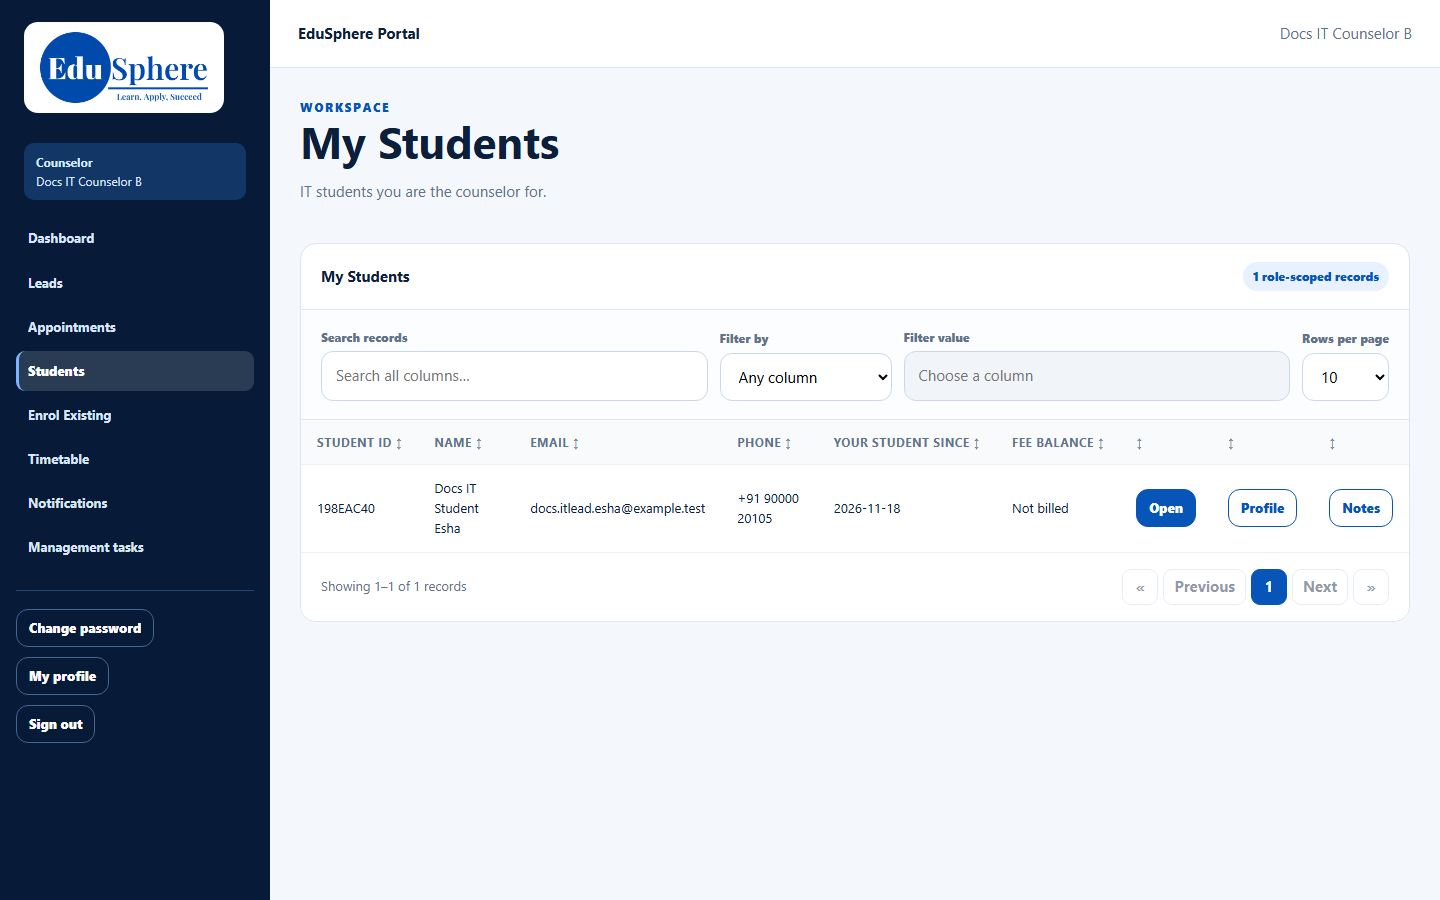 EduSphere
Learn. Apply, Succeed
Counselor
Docs IT Counselor B
Dashboard
Leads
Appointments
Students
Enrol Existing
Timetable
Notifications
Management tasks
Change password
My profile
Sign out
EduSphere Portal
Docs IT Counselor B
WORKSPACE
My Students
IT students you are the counselor for.
My Students
1 role-scoped records
Search records
Filter by
Filter value
Rows per page
Search all columns...
Any column
Choose a column
10
STUDENT ID ↕ NAME ↕ EMAIL ↕ PHONE ↕ YOUR STUDENT SINCE ↕ FEE BALANCE ↕ ↕ ↕ ↕
198EAC40
Docs IT
Student
Esha
docs.itlead.esha@example.test
+91 90000
20105
2026-11-18
Not billed
Open
Profile
Notes
Showing 1–1 of 1 records
« Previous 1 Next »